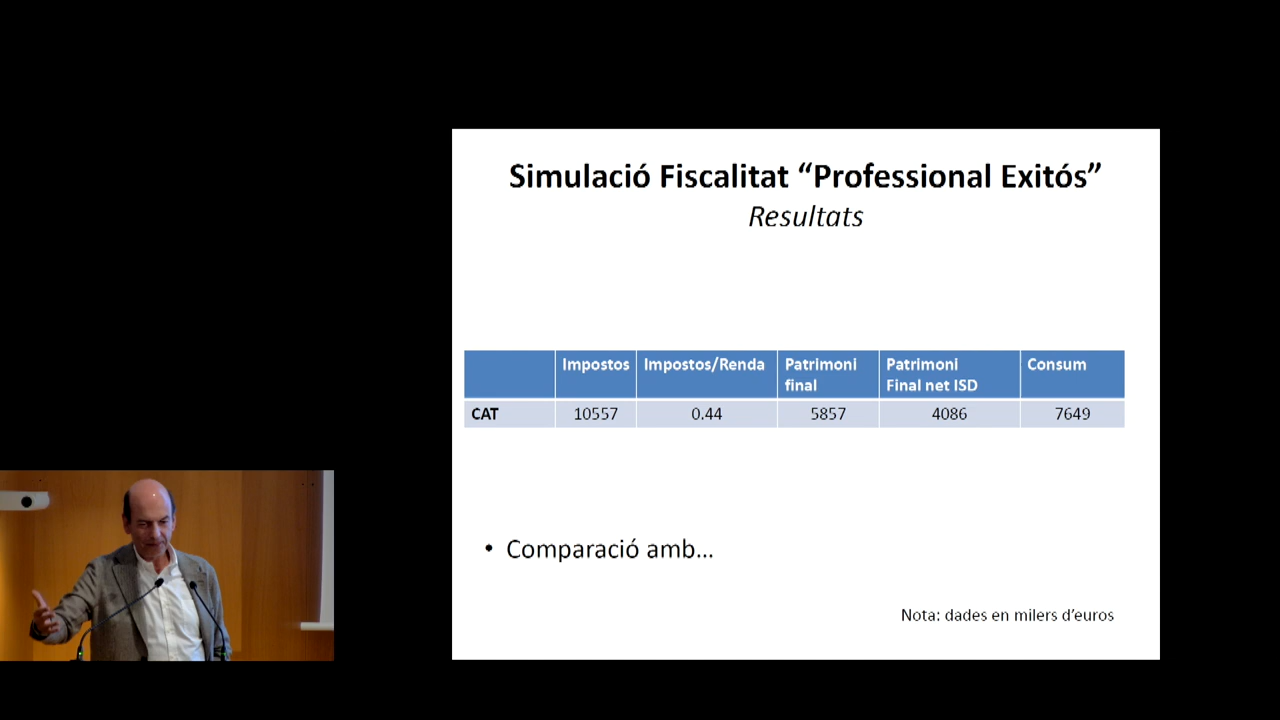 Simulació Fiscalitat “Professional Exitós”
Resultats
Impostos Impostos/Renda Patrimoni final Patrimoni Final net ISD Consum
CAT 10557 0.44 5857 4086 7649
• Comparació amb...
Nota: dades en milers d’euros